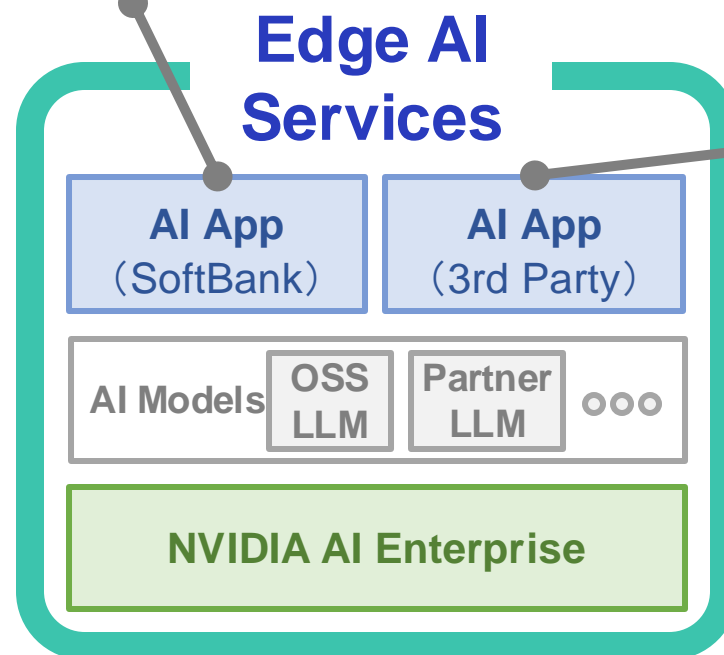 Edge AI
Services
AI App
（SoftBank）
AI App
（3rd Party）
AI Models
OSS
LLM
Partner
LLM
NVIDIA AI Enterprise